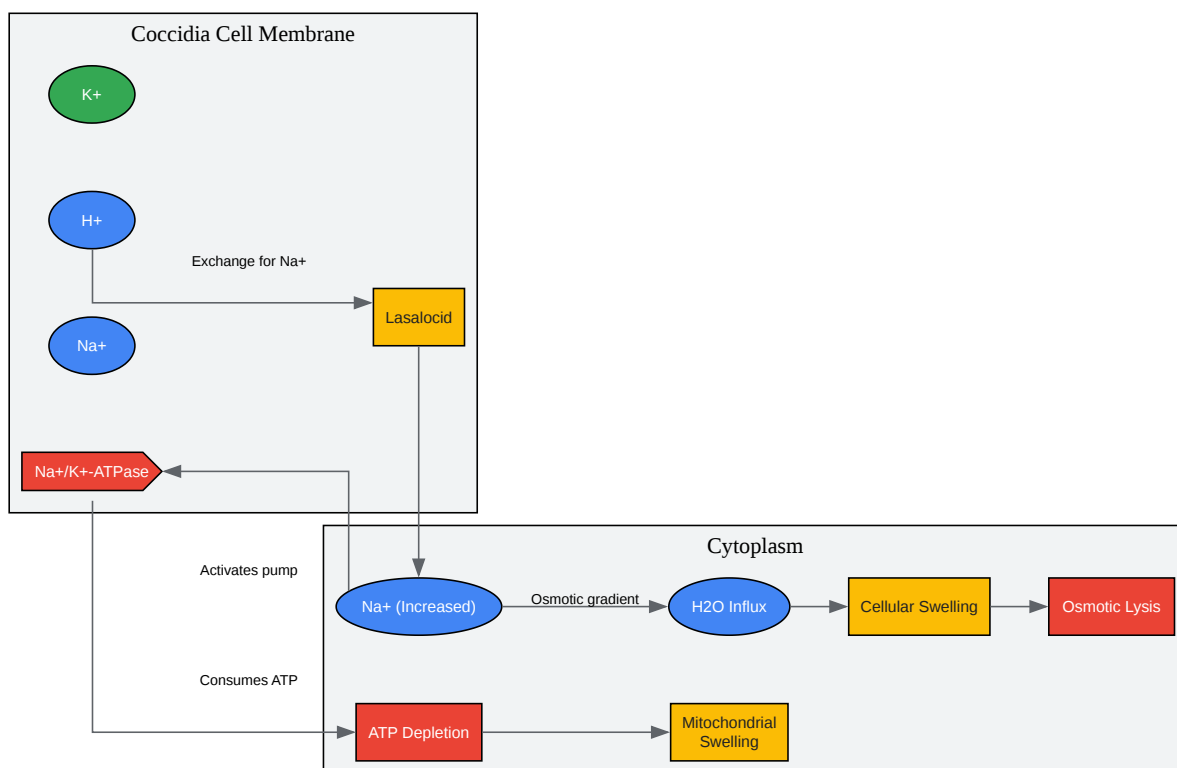 Coccidia Cell Membrane
K+
H+
Exchange for Na+
Lasalocid
Na+
Na+/K+-ATPase
Cytoplasm
Activates pump
Na+ (Increased)
Osmotic gradient
H2O Influx
Cellular Swelling
Osmotic Lysis
Consumes ATP
ATP Depletion
Mitochondrial
Swelling